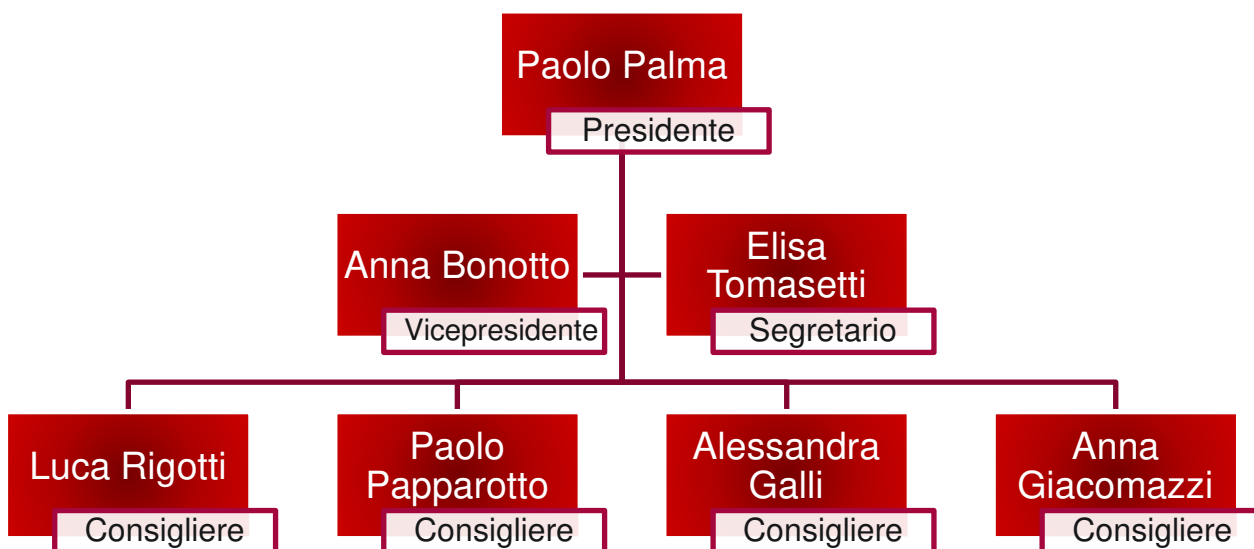 Paolo Palma
Presidente
Anna Bonotto
Vicepresidente
Elisa
Tomasetti
Segretario
Luca Rigotti
Consigliere
Paolo
Papparotto
Consigliere
Alessandra
Galli
Consigliere
Anna
Giacomazzi
Consigliere